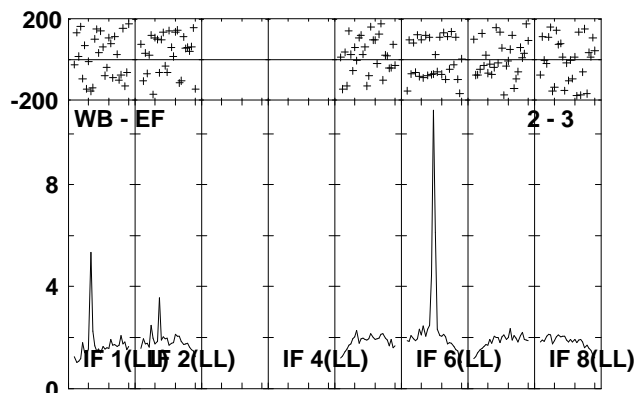 200
-200
WB - EF 2 - 3
8
4
IF 1(LL) IF 2(LL) IF 4(LL) IF 6(LL) IF 8(LL)
0